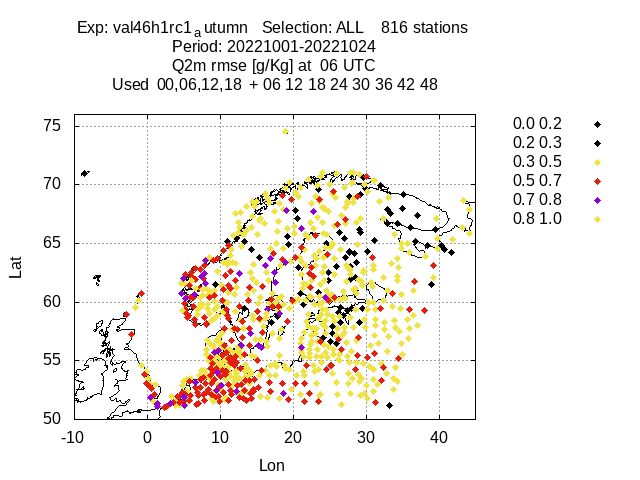 Exp: val46h1rc1_autumn Selection: ALL 816 stations
Period: 20221001-20221024
Q2m rmse [g/Kg] at 06 UTC
Used 00,06,12,18 + 06 12 18 24 30 36 42 48
0.0 0.2
0.2 0.3
0.3 0.5
0.5 0.7
0.7 0.8
0.8 1.0
75
70
65
60
55
50
Lat
-10 0 10 20 30 40
Lon